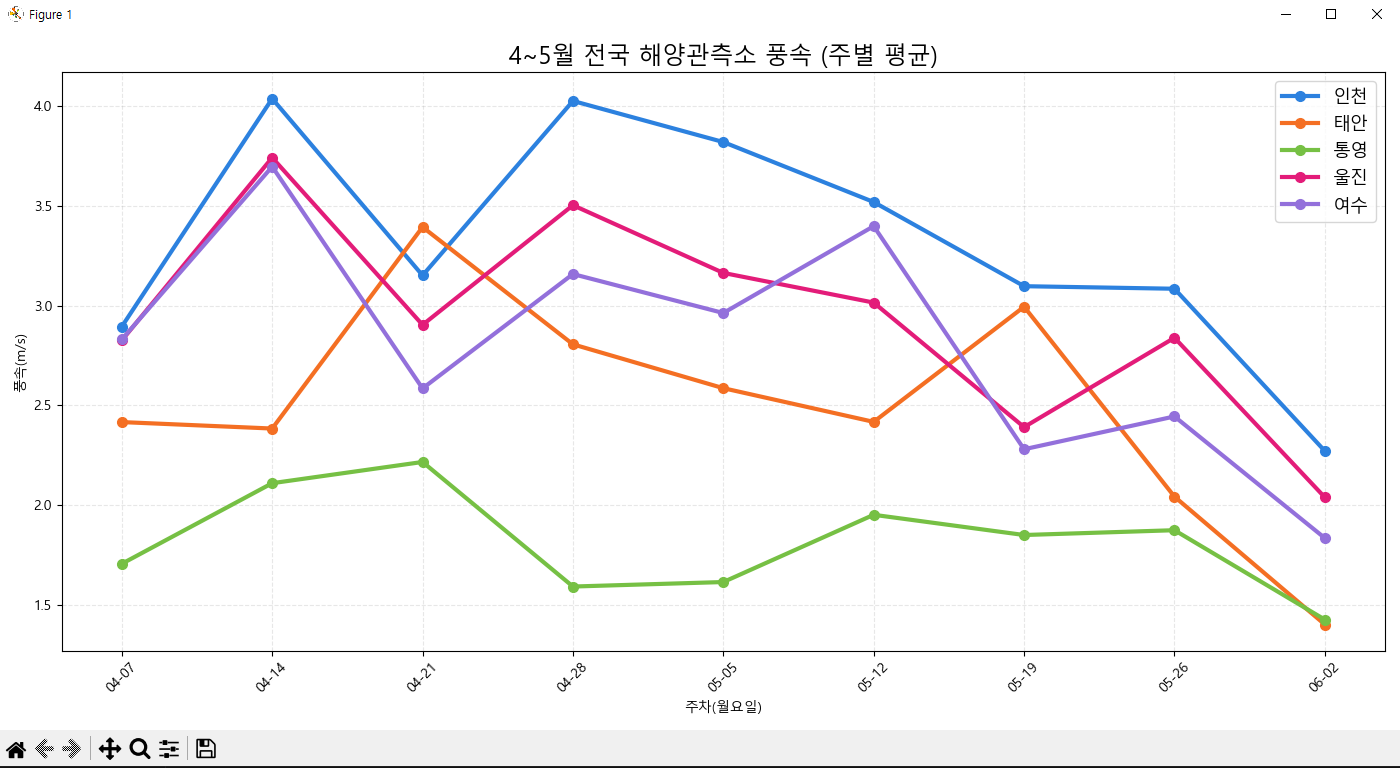 Figure 1
4~5월 전국 해양관측소 풍속 (주별 평균)
인천
태안
통영
울진
여수
풍속(m/s)
4.0
3.5
3.0
2.5
2.0
1.5
04-07
04-14
04-21
04-28
05-05
05-12
05-19
05-26
06-02
주차(월요일)